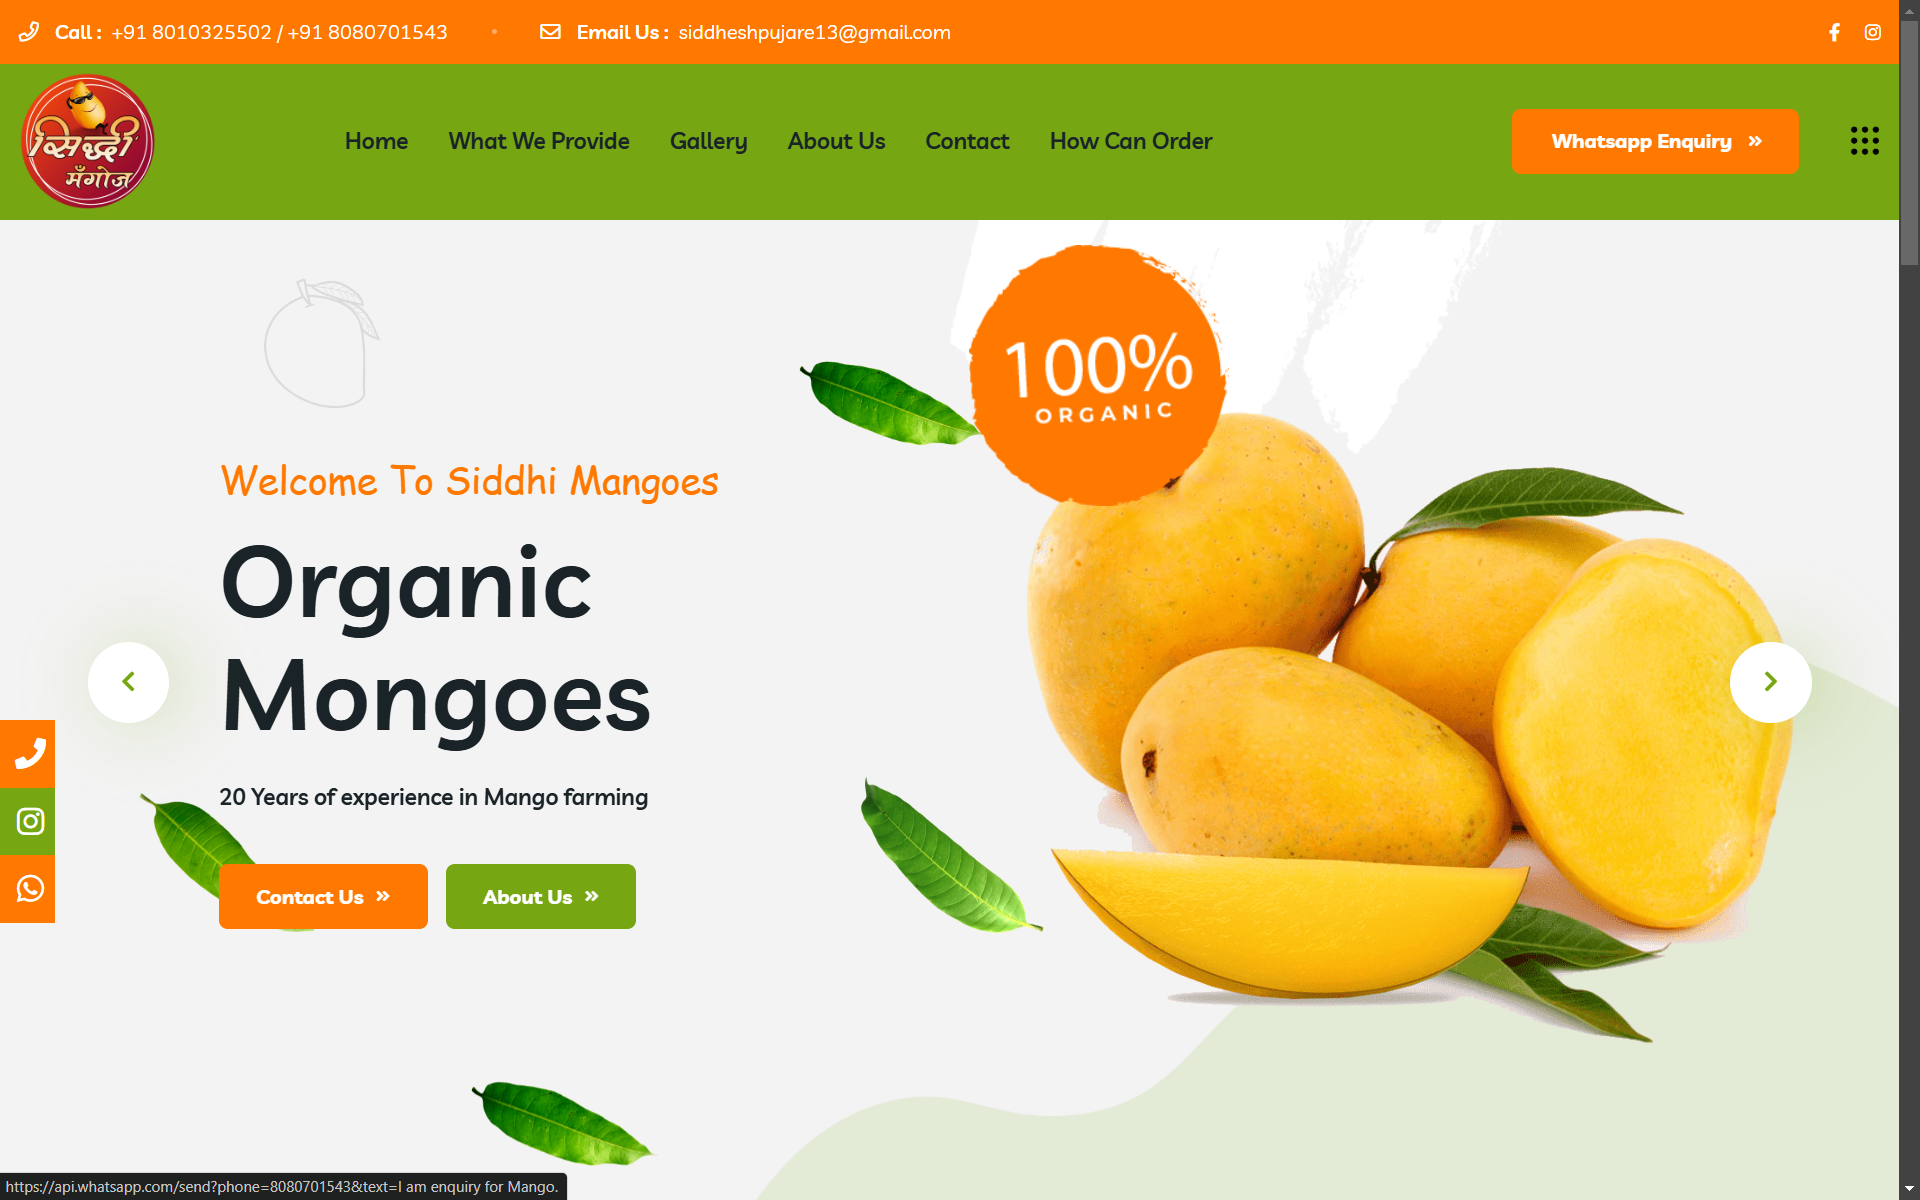 Call : +91 8010325502 / +91 8080701543
Email Us : siddheshpujare13@gmail.com
सिद्धी
मँगोज
Home
What We Provide
Gallery
About Us
Contact
How Can Order
Whatsapp Enquiry
100%
ORGANIC
Welcome To Siddhi Mangoes
Organic
Mongoes
20 Years of experience in Mango farming
Contact Us
About Us
https://api.whatsapp.com/send?phone=8080701543&text=I am enquiry for Mango.